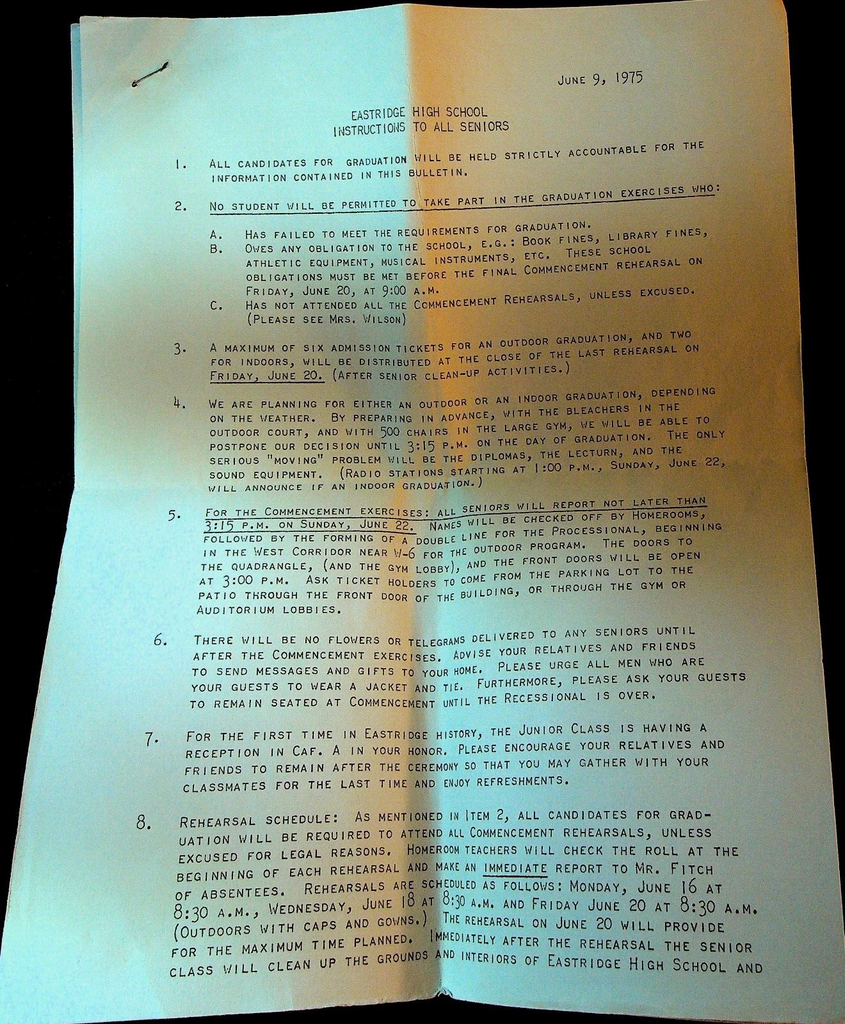 June 9, 1975
Eastridge High School
Instructions to All Seniors
1. All candidates for graduation will be held strictly accountable for the
information contained in this bulletin.
2. No student will be permitted to take part in the graduation exercises who:
A. Has failed to meet the requirements for graduation.
B. Owes any obligation to the school, e.g.: Book fines, library fines,
athletic equipment, musical instruments, etc. These school
obligations must be met before the final Commencement rehearsal on
Friday, June 20, at 9:00 A.M.
C. Has not attended all the Commencement Rehearsals, unless excused.
(Please see Mrs. Wilson)
3. A maximum of six admission tickets for an outdoor graduation, and two
for indoors, will be distributed at the close of the last rehearsal on
Friday, June 20. (After senior clean-up activities.)
4. We are planning for either an outdoor or an indoor graduation, depending
on the weather. By preparing in advance, with the bleachers in the
outdoor court, and with 500 chairs in the large gym, we will be able to
postpone our decision until 3:15 P.M. on the day of graduation. The only
serious "moving" problem will be the diplomas, the lecturn, and the
sound equipment. (Radio stations starting at 1:00 P.M., Sunday, June 22,
will announce if an indoor graduation.)
5. For the Commencement exercises: all seniors will report not later than
3:15 P.M. on Sunday, June 22. Names will be checked off by Homerooms,
followed by the forming of a double line for the Processional, beginning
in the West Corridor near W-6 for the outdoor program. The doors to
the quadrangle, (and the gym lobby), and the front doors will be open
at 3:00 P.M. Ask ticket holders to come from the parking lot to the
patio through the front door of the building, or through the gym or
Auditorium lobbies.
6. There will be no flowers or telegrams delivered to any seniors until
after the Commencement exercises. Advise your relatives and friends
to send messages and gifts to your home. Please urge all men who are
your guests to wear a jacket and tie. Furthermore, please ask your guests
to remain seated at Commencement until the Recessional is over.
7. For the first time in Eastridge history, the Junior Class is having a
reception in Caf. A in your honor. Please encourage your relatives and
friends to remain after the ceremony so that you may gather with your
classmates for the last time and enjoy refreshments.
8. Rehearsal schedule: As mentioned in Item 2, all candidates for grad-
uation will be required to attend all Commencement rehearsals, unless
excused for legal reasons. Homeroom teachers will check the roll at the
beginning of each rehearsal and make an immediate report to Mr. Fitch
of absentees. Rehearsals are scheduled as follows: Monday, June 16 at
8:30 A.M., Wednesday, June 18 at 8:30 A.M. and Friday June 20 at 8:30 A.M.
(Outdoors with caps and gowns.) The rehearsal on June 20 will provide
for the maximum time planned. Immediately after the rehearsal the senior
class will clean up the grounds and interiors of Eastridge High School and